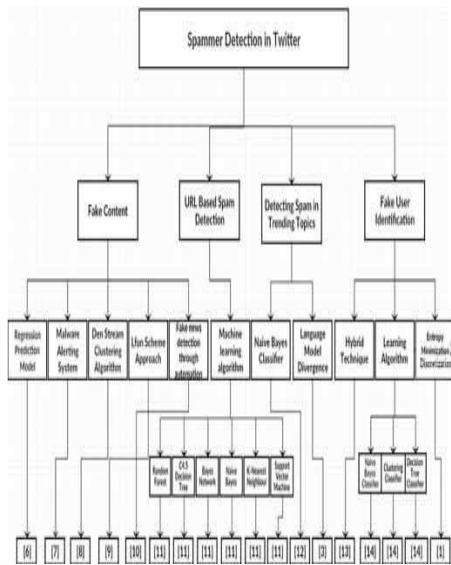 Spammer Detection in Twitter
Fake Content
URL Based Spam
Detection
Detecting Spam in
Trending Topics
Fake User
Identification
Regression
Prediction
Model
Malware
Alerting
System
Den Stream
Clustering
Algorithm
Lfun Scheme
Approach
Fake news
detection
through
automation
Machine
learning
algorithm
Naive Bayes
Classifier
Language
Model
Divergence
Hybrid
Technique
Learning
Algorithm
Entropy
Minimization
Discretization
Random
Forest
C4.5
Decision
Tree
Bayes
Network
Naive
Bayes
K-Nearest
Neighbour
Support
Vector
Machine
Naive
Bayes
Classifier
Clustering
Classifier
Decision
Tree
Classifier
[6] [7] [8] [9] [10] [11] [11] [11] [11] [11] [11] [12] [3] [13] [14] [14] [14] [1]